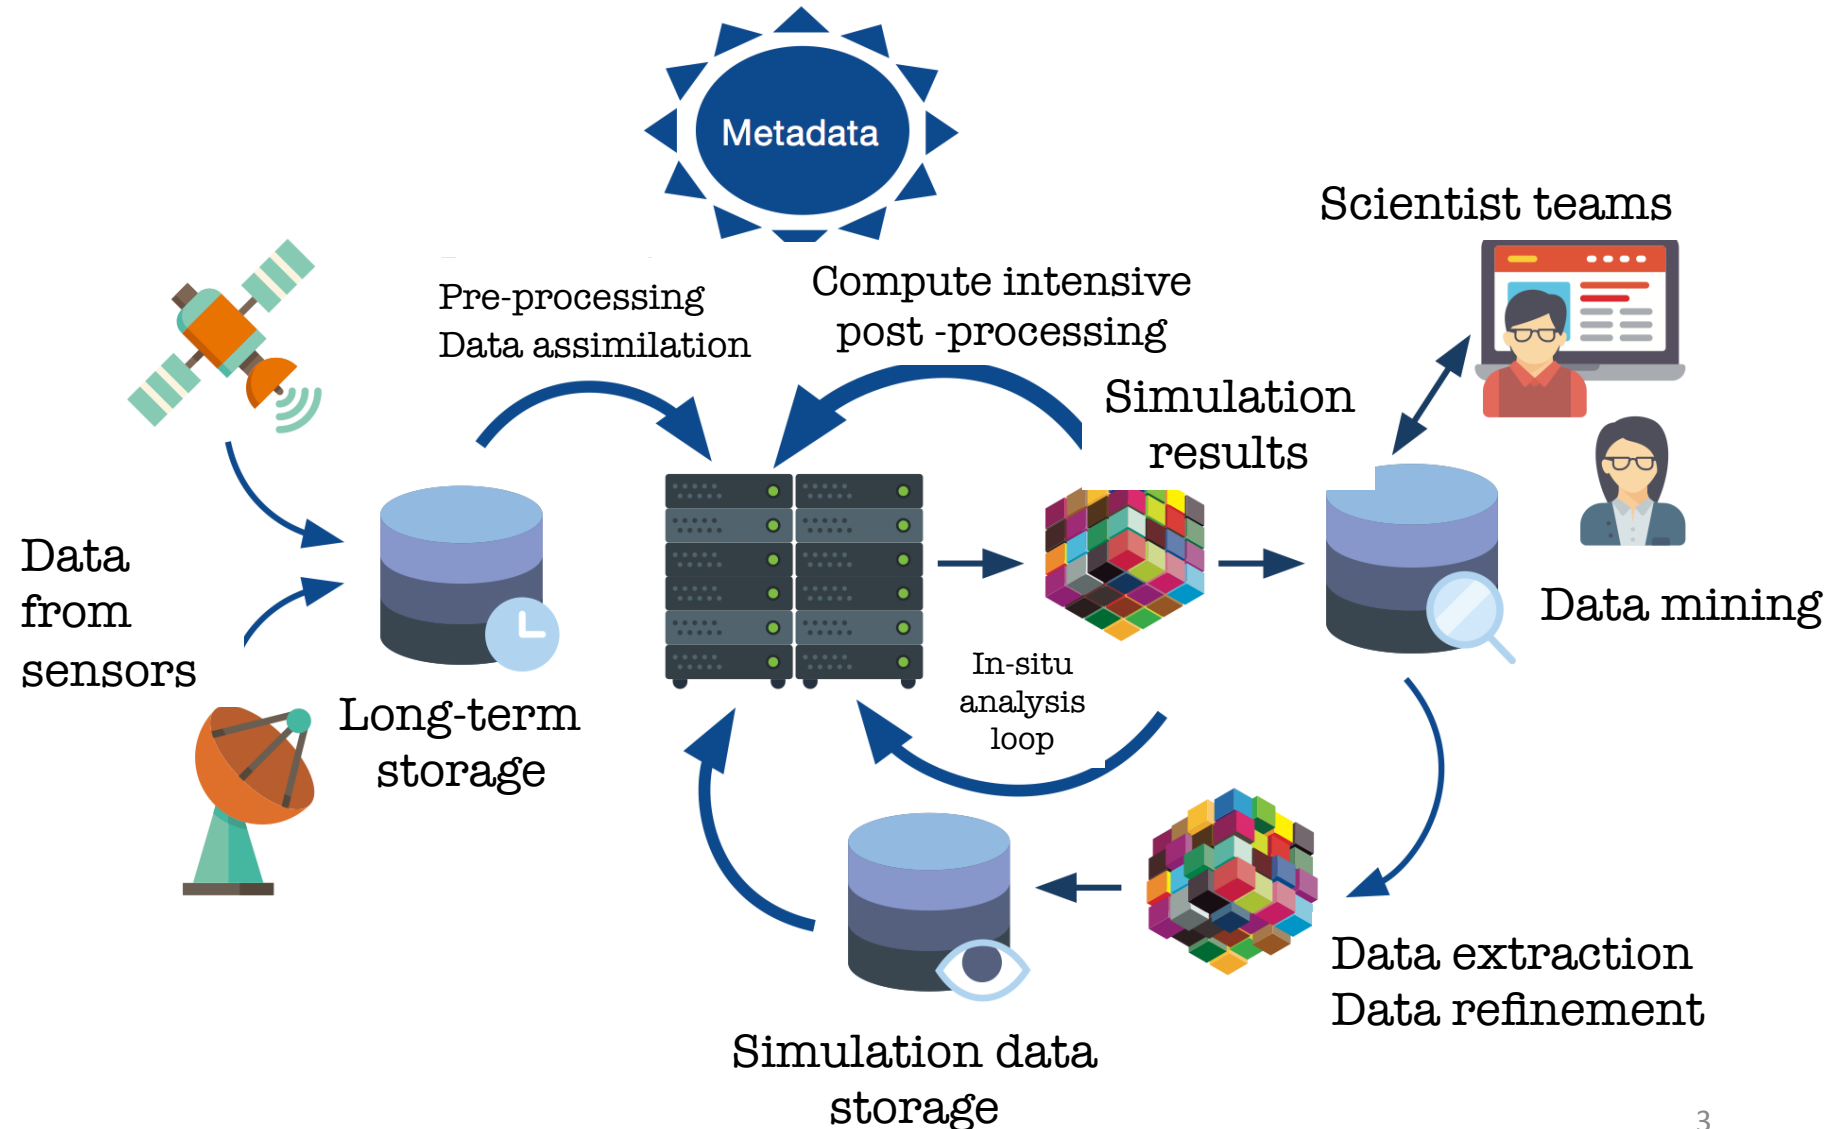 Metadata
Scientist teams
Pre-processing
Data assimilation
Compute intensive
post -processing
Simulation
results
Data
from
sensors
Long-term
storage
In-situ
analysis
loop
Data mining
Data extraction
Data refinement
Simulation data
storage
3